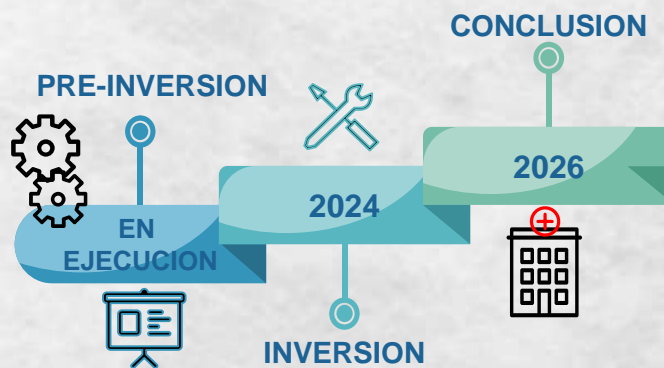 CONCLUSION
PRE-INVERSION
2026
2024
EN
EJECUCION
INVERSION